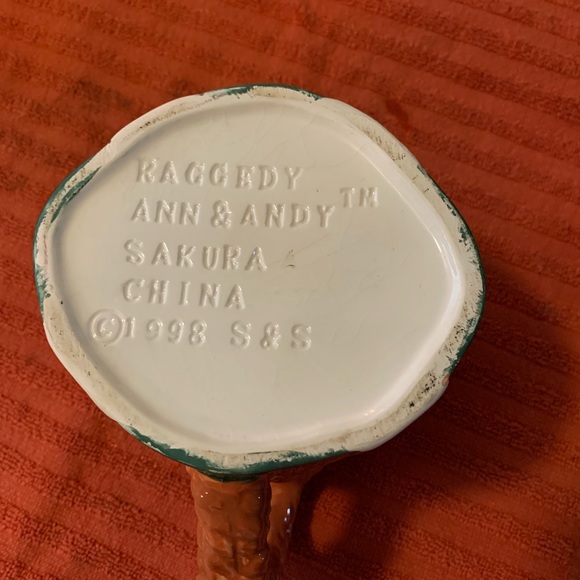 RAGGEDY
ANN & ANDY™
SAKURA
CHINA
©1998 S&S